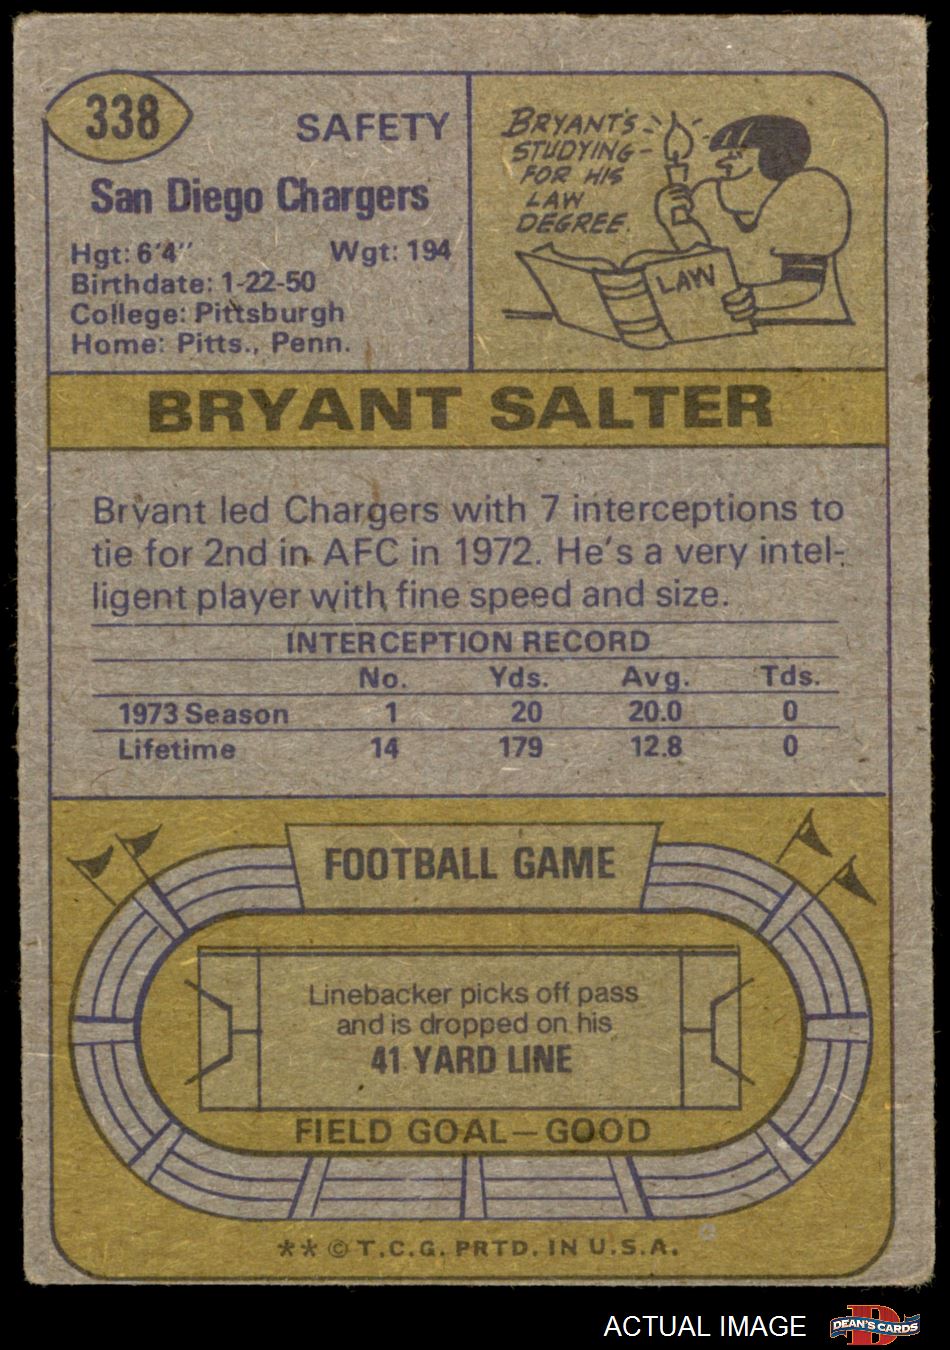 338
SAFETY
San Diego Chargers
Hgt: 6'4"
Wgt: 194
Birthdate: 1-22-50
College: Pittsburgh
Home: Pitts., Penn.
BRYANT'S
STUDYING
FOR HIS
LAW
DEGREE.
LAW
BRYANT SALTER
Bryant led Chargers with 7 interceptions to
tie for 2nd in AFC in 1972. He's a very intel-
ligent player with fine speed and size.
INTERCEPTION RECORD
No. Yds. Avg. Tds.
1973 Season 1 20 20.0 0
Lifetime 14 179 12.8 0
FOOTBALL GAME
Linebacker picks off pass
and is dropped on his
41 YARD LINE
FIELD GOAL—GOOD
** © T.C.G. PRTD. IN U.S.A.
ACTUAL IMAGE
D
DEAN'S CARDS